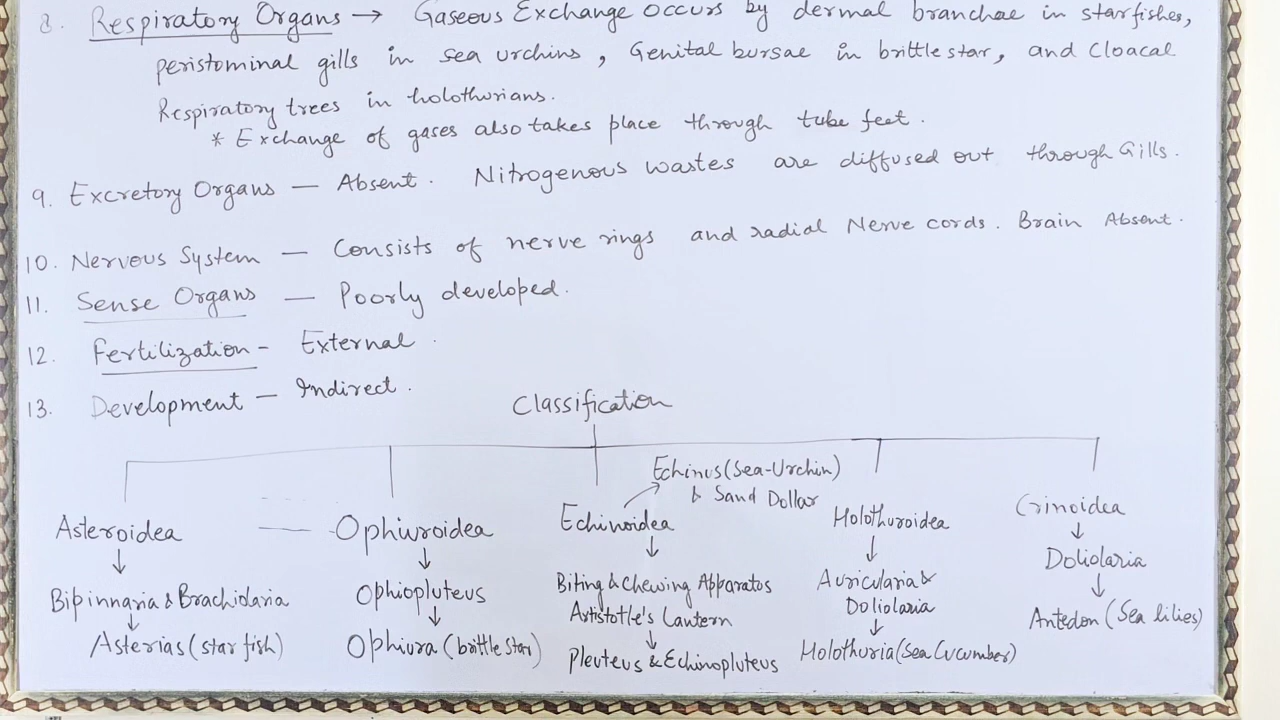 8. Respiratory Organs → Gaseous Exchange occurs by dermal branchae in starfishes,
peristominal gills in sea urchins, Genital bursae in brittle star, and Cloacal
Respiratory trees in holothurians.
* Exchange of gases also takes place through tube feet.
9. Excretory Organs — Absent. Nitrogenous wastes are diffused out through Gills.
10. Nervous System — Consists of nerve rings and radial Nerve cords. Brain Absent.
11. Sense Organs — Poorly developed.
12. Fertilization - External.
13. Development — Indirect.
Classification
Asteroidea
↓
Bipinnaria & Brachidaria
↓
Asterias (star fish)
Ophiuroidea
↓
Ophiopluteus
↓
Ophiura (brittle star)
Echinus (Sea-Urchin)
& Sand Dollar
Echinoidea
↓
Biting & Chewing Apparatos
Aristotle's Lantern
↓
Pleuteus & Echinopluteus
Holothuroidea
↓
Auricularia &
Doliolaria
↓
Holothuria (Sea Cucumber)
Crinoidea
↓
Doliolaria
↓
Antedon (Sea lilies)